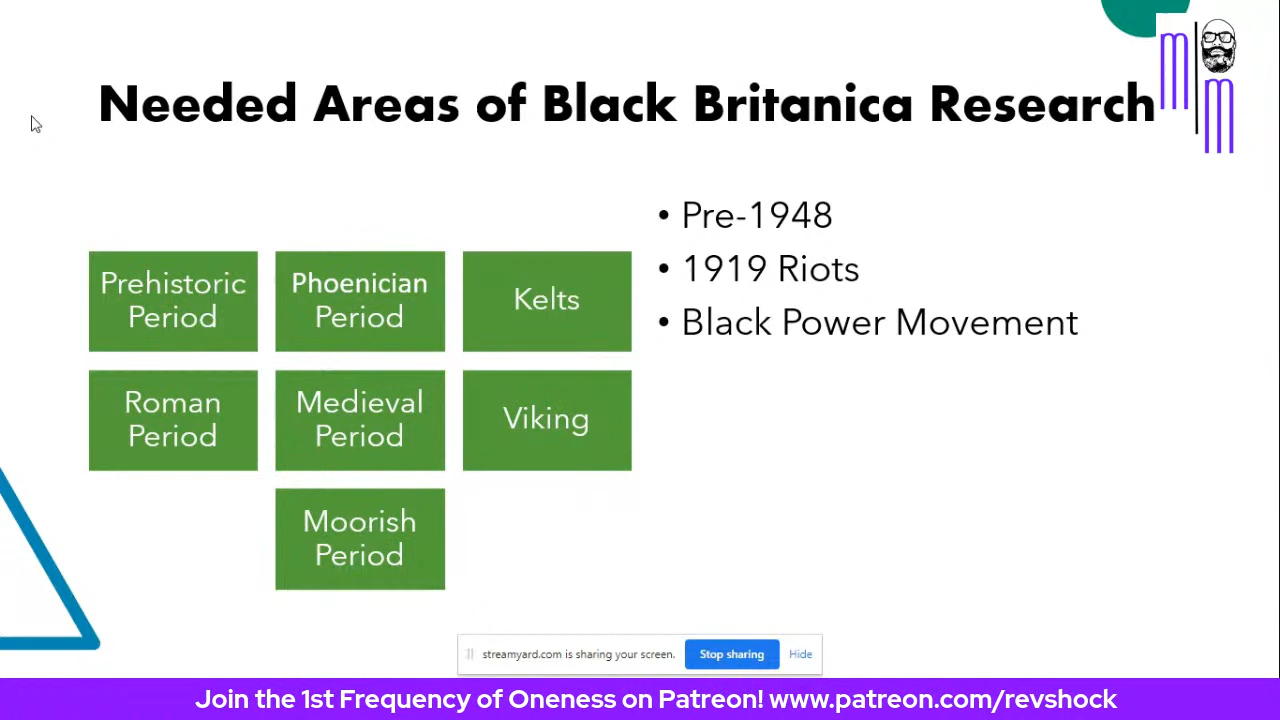 Needed Areas of Black Britanica Research
Prehistoric
Period
Phoenician
Period
Kelts
Roman
Period
Medieval
Period
Viking
Moorish
Period
• Pre-1948
• 1919 Riots
• Black Power Movement
streamyard.com is sharing your screen.
Stop sharing
Hide
Join the 1st Frequency of Oneness on Patreon! www.patreon.com/revshock